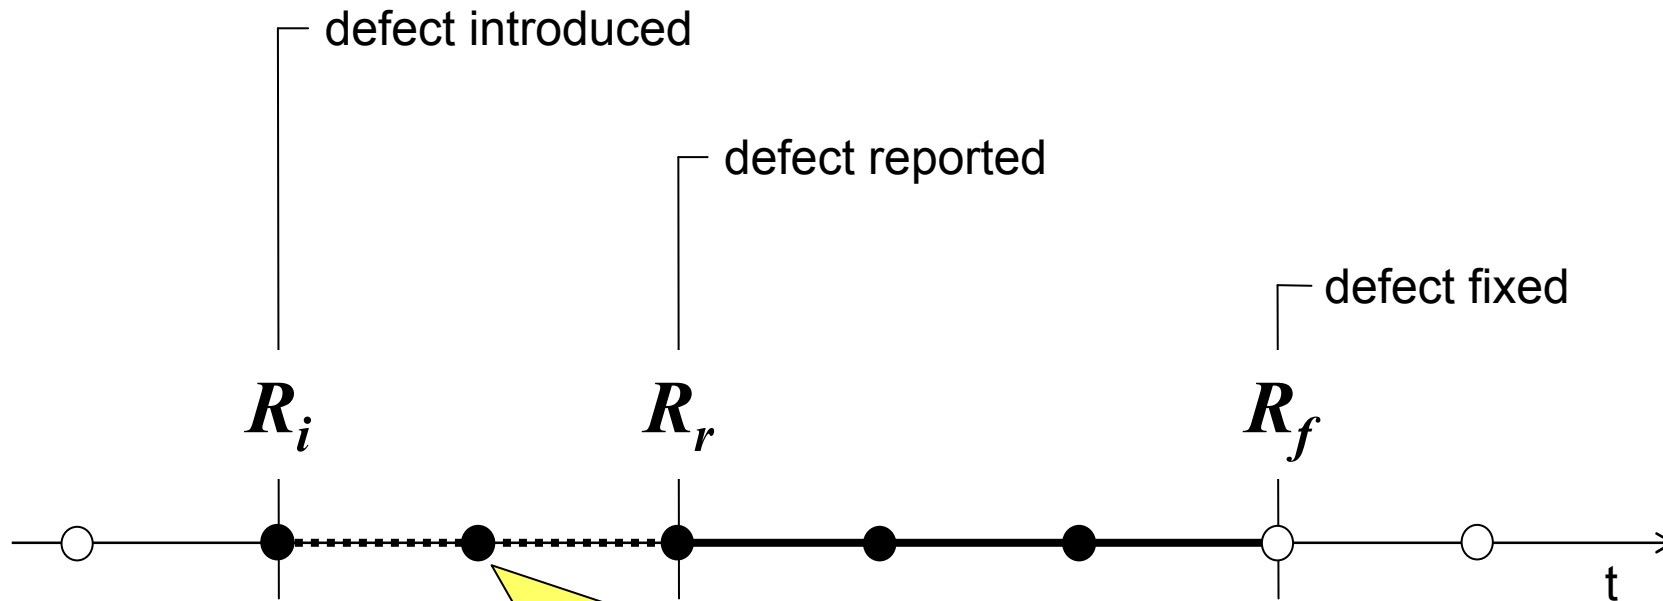 defect introduced
defect reported
defect fixed
R_i R_r R_f
t